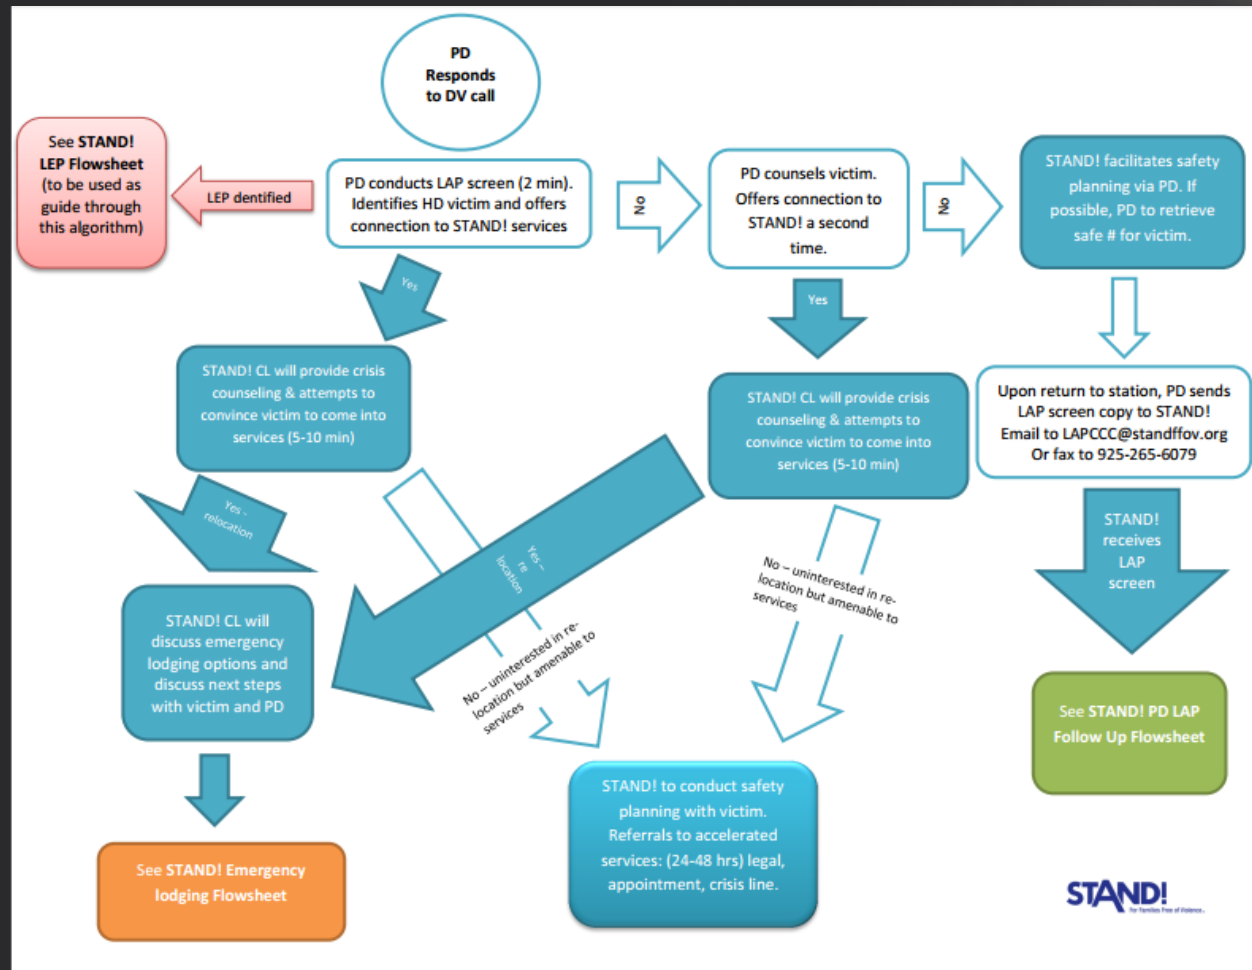 PD
Responds
to DV call
See STAND!
LEP Flowsheet
(to be used as
guide through
this algorithm)
LEP dentified
PD conducts LAP screen (2 min).
Identifies HD victim and offers
connection to STAND! services
No
PD counsels victim.
Offers connection to
STAND! a second
time.
No
STAND! facilitates safety
planning via PD. If
possible, PD to retrieve
safe # for victim.
Yes
Yes
STAND! CL will provide crisis
counseling & attempts to
convince victim to come into
services (5-10 min)
STAND! CL will provide crisis
counseling & attempts to
convince victim to come into
services (5-10 min)
Upon return to station, PD sends
LAP screen copy to STAND!
Email to LAPCCC@standffov.org
Or fax to 925-265-6079
Yes -
relocation
Yes –
re
location
No – uninterested in re-
location but amenable to
services
No – uninterested in re-
location but amenable to
services
STAND!
receives
LAP
screen
STAND! CL will
discuss emergency
lodging options and
discuss next steps
with victim and PD
See STAND! PD LAP
Follow Up Flowsheet
STAND! to conduct safety
planning with victim.
Referrals to accelerated
services: (24-48 hrs) legal,
appointment, crisis line.
See STAND! Emergency
lodging Flowsheet
STAND!
For Families Free of Violence.